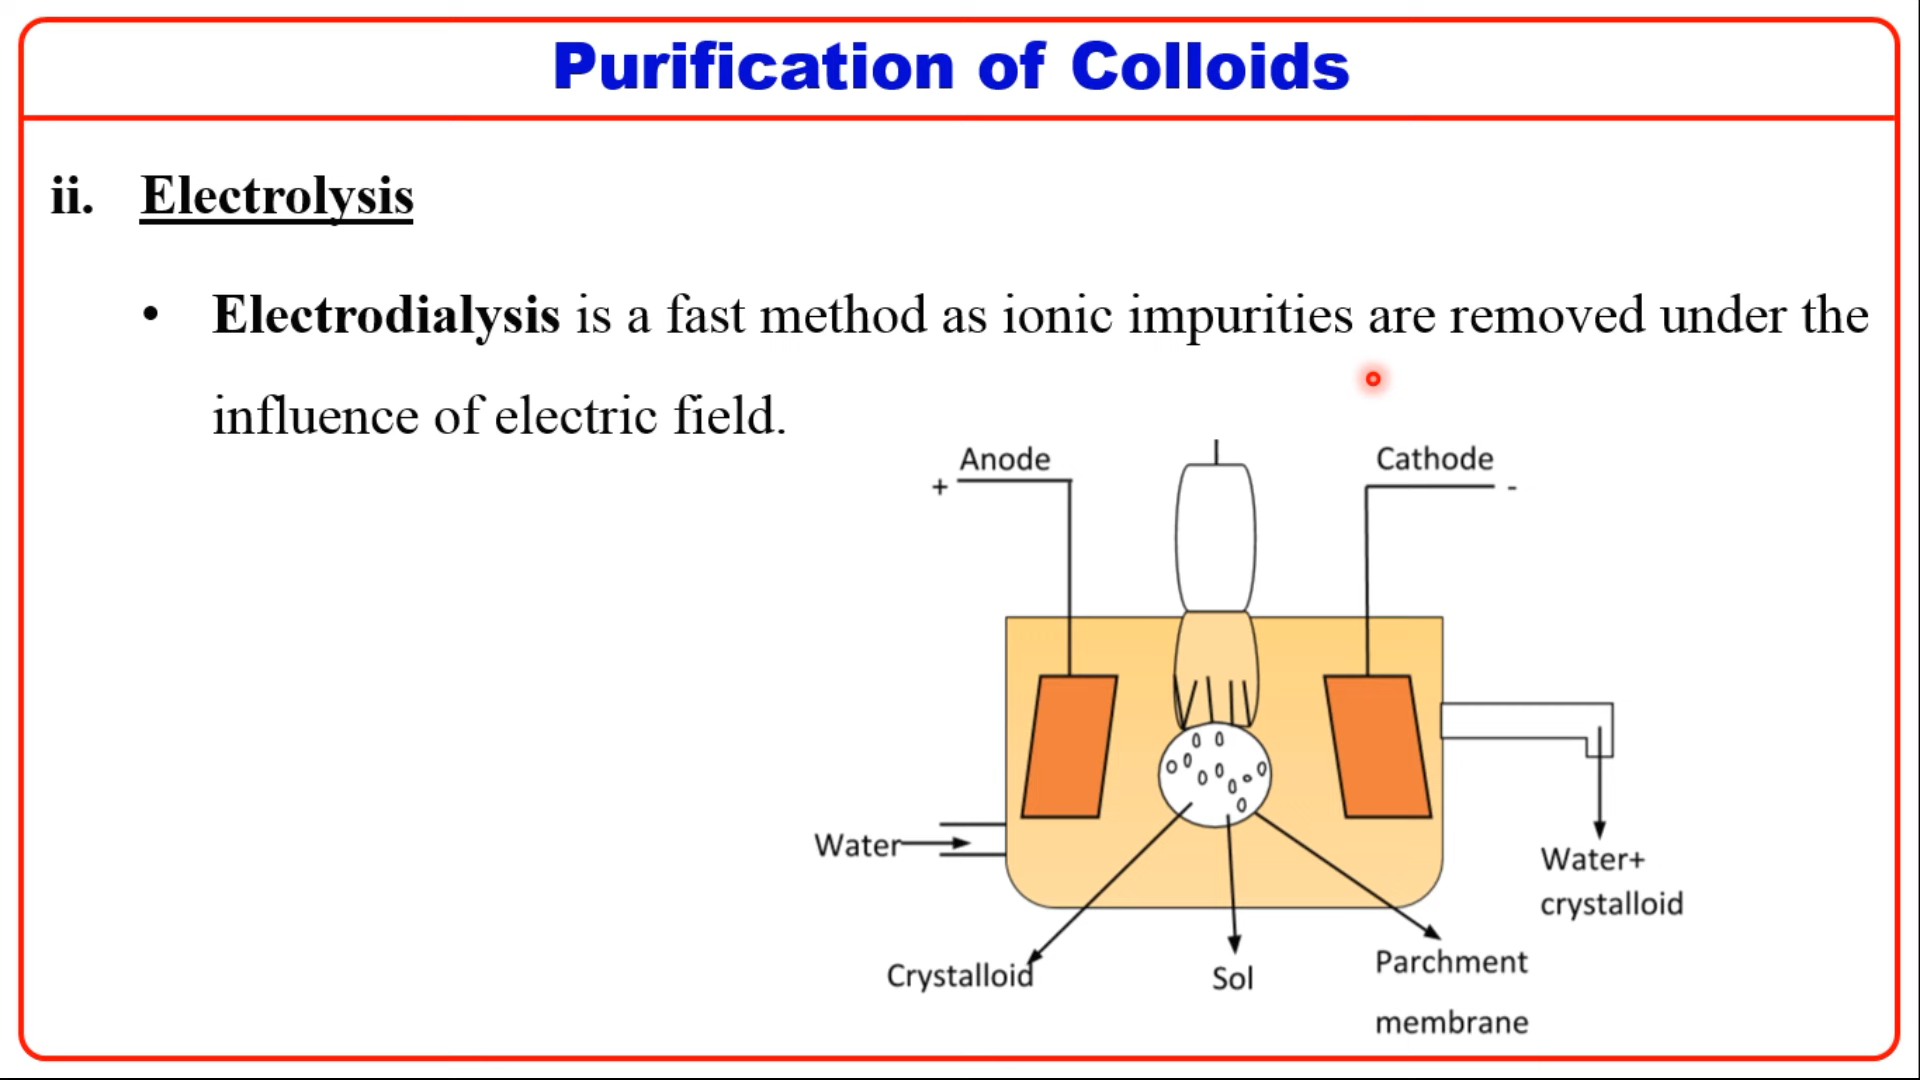 Purification of Colloids
ii. Electrolysis
• Electrodialysis is a fast method as ionic impurities are removed under the
influence of electric field.
Anode
+
Cathode
-
Water
Water+
crystalloid
Crystalloid
Sol
Parchment
membrane